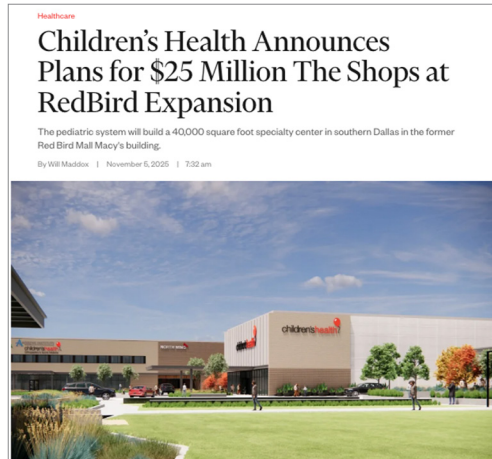 Healthcare
Children's Health Announces
Plans for $25 Million The Shops at
RedBird Expansion
The pediatric system will build a 40,000 square foot specialty center in southern Dallas in the former
Red Bird Mall Macy's building.
By Will Maddox | November 5, 2025 | 7:32 am
children'shealth